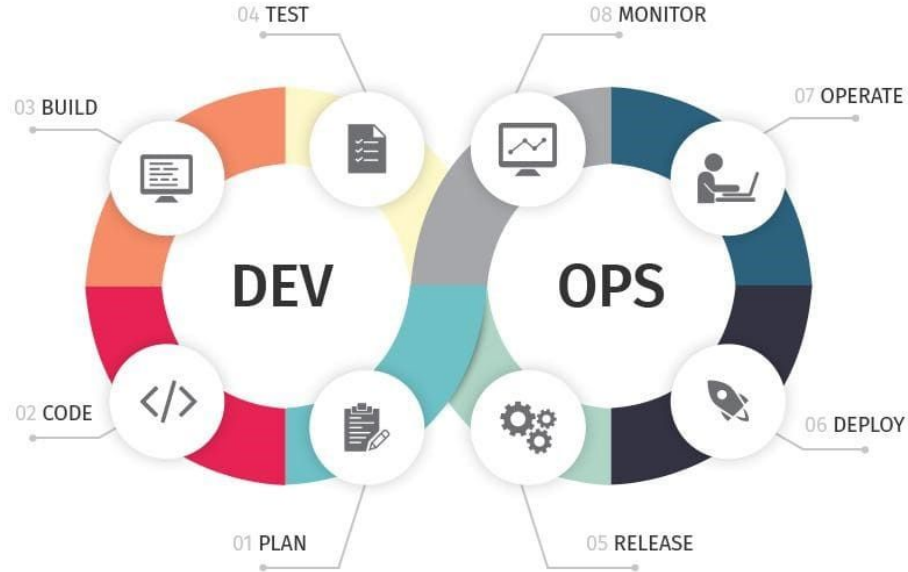 04 TEST
08 MONITOR
03 BUILD
07 OPERATE
DEV
OPS
</>
02 CODE
06 DEPLOY
01 PLAN
05 RELEASE